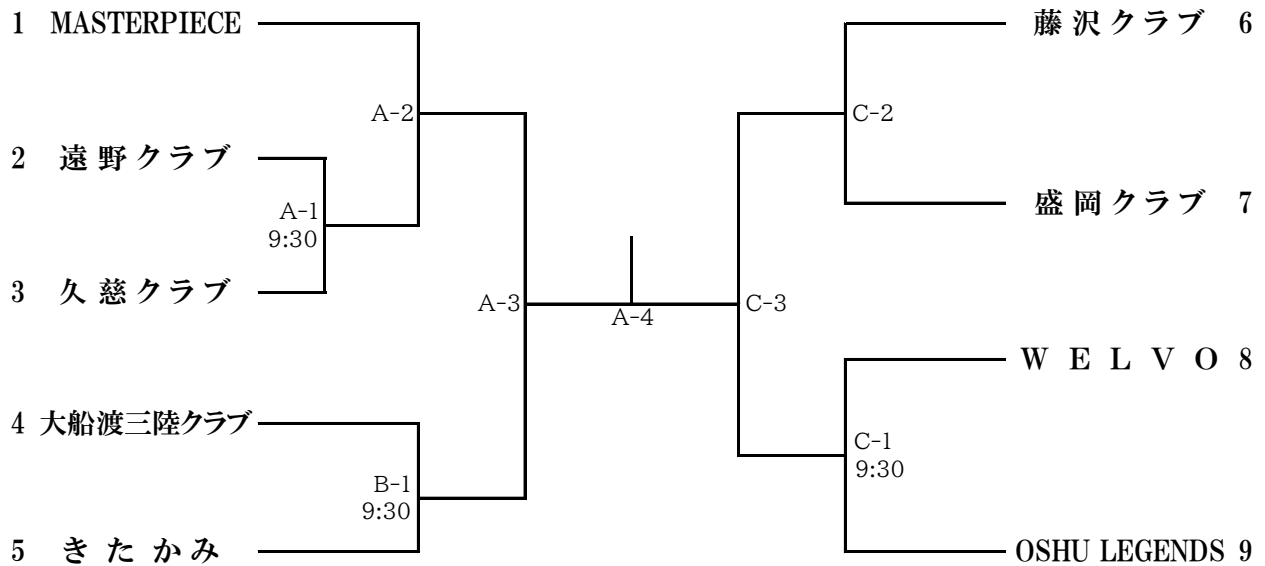 1 MASTERPIECE
2 遠野クラブ
3 久慈クラブ
4 大船渡三陸クラブ
5 きたかみ
A-2
A-1
9:30
A-3
B-1
9:30
A-4
C-2
C-3
C-1
9:30
藤沢クラブ 6
盛岡クラブ 7
WELVO 8
OSHU LEGENDS 9